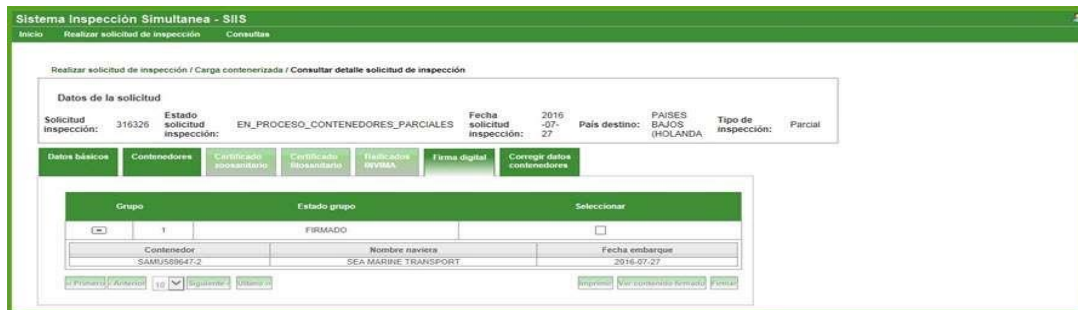 Sistema Inspección Simultanea - SIIS
Inicio Realizar solicitud de inspección Consultas
Realizar solicitud de inspección / Carga contenerizada / Consultar detalle solicitud de inspección
Datos de la solicitud
Solicitud inspección: 316326 Estado solicitud inspección: EN_PROCESO_CONTENEDORES_PARCIALES Fecha solicitud inspección: 2016-07-27 País destino: PAISES BAJOS (HOLANDA Tipo de inspección: Parcial
Datos básicos Contenedores Certificado zoosanitario Certificado fitosanitario Radicados INVIMA Firma digital Corregir datos contenedores
Grupo Estado grupo Seleccionar
1 FIRMADO
Contenedor Nombre naviera Fecha embarque
SAMU589647-2 SEA MARINE TRANSPORT 2016-07-27
« Primero ‹ Anterior 10 Siguiente › Último » Imprimir Ver contenido firmado Firmar